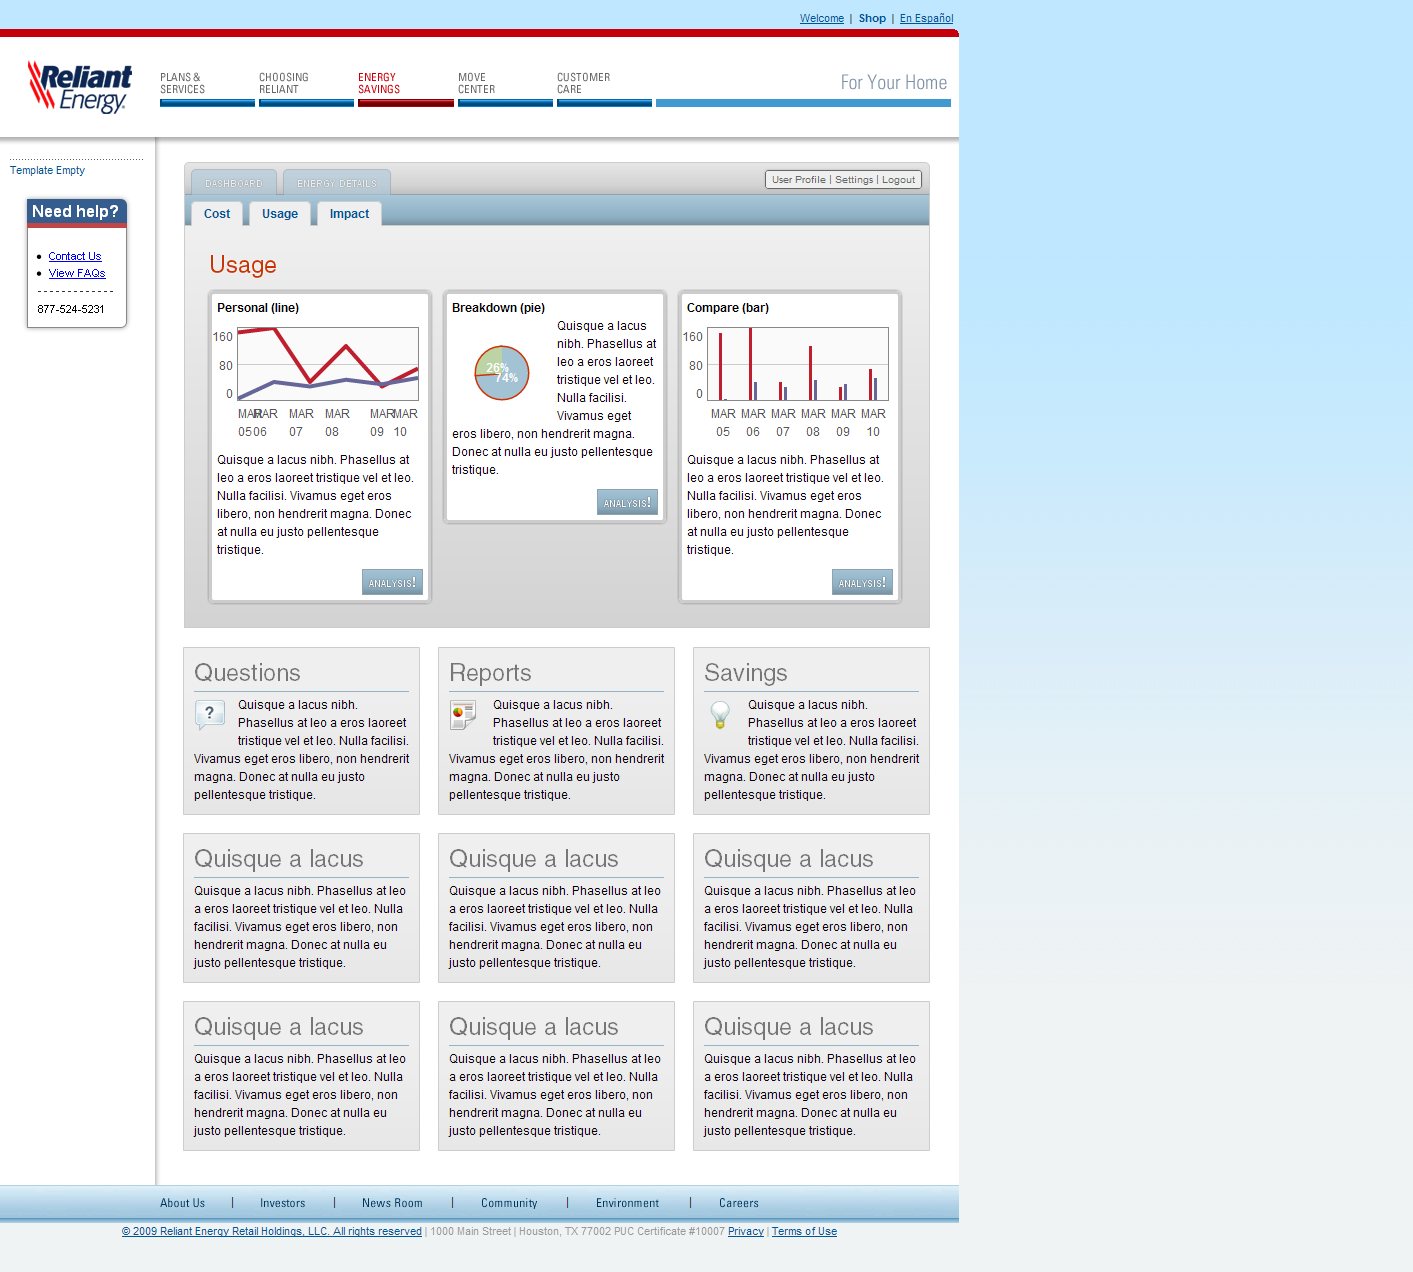 Welcome | Shop | En Español
Reliant Energy.
PLANS & SERVICES
CHOOSING RELIANT
ENERGY SAVINGS
MOVE CENTER
CUSTOMER CARE
For Your Home
Template Empty
Need help?
Contact Us
View FAQs
877-524-5231
DASHBOARD
ENERGY DETAILS
User Profile | Settings | Logout
Cost
Usage
Impact
Usage
Personal (line)
160
80
0
MAR MAR MAR MAR MAR MAR
05 06 07 08 09 10
Quisque a lacus nibh. Phasellus at
leo a eros laoreet tristique vel et leo.
Nulla facilisi. Vivamus eget eros
libero, non hendrerit magna. Donec
at nulla eu justo pellentesque
tristique.
ANALYSIS!
Breakdown (pie)
26%
74%
Quisque a lacus
nibh. Phasellus at
leo a eros laoreet
tristique vel et leo.
Nulla facilisi.
Vivamus eget
eros libero, non hendrerit magna.
Donec at nulla eu justo pellentesque
tristique.
ANALYSIS!
Compare (bar)
160
80
0
MAR MAR MAR MAR MAR MAR
05 06 07 08 09 10
Quisque a lacus nibh. Phasellus at
leo a eros laoreet tristique vel et leo.
Nulla facilisi. Vivamus eget eros
libero, non hendrerit magna. Donec
at nulla eu justo pellentesque
tristique.
ANALYSIS!
Questions
?
Quisque a lacus nibh.
Phasellus at leo a eros laoreet
tristique vel et leo. Nulla facilisi.
Vivamus eget eros libero, non hendrerit
magna. Donec at nulla eu justo
pellentesque tristique.
Reports
Quisque a lacus nibh.
Phasellus at leo a eros laoreet
tristique vel et leo. Nulla facilisi.
Vivamus eget eros libero, non hendrerit
magna. Donec at nulla eu justo
pellentesque tristique.
Savings
Quisque a lacus nibh.
Phasellus at leo a eros laoreet
tristique vel et leo. Nulla facilisi.
Vivamus eget eros libero, non hendrerit
magna. Donec at nulla eu justo
pellentesque tristique.
Quisque a lacus
Quisque a lacus nibh. Phasellus at leo
a eros laoreet tristique vel et leo. Nulla
facilisi. Vivamus eget eros libero, non
hendrerit magna. Donec at nulla eu
justo pellentesque tristique.
Quisque a lacus
Quisque a lacus nibh. Phasellus at leo
a eros laoreet tristique vel et leo. Nulla
facilisi. Vivamus eget eros libero, non
hendrerit magna. Donec at nulla eu
justo pellentesque tristique.
Quisque a lacus
Quisque a lacus nibh. Phasellus at leo
a eros laoreet tristique vel et leo. Nulla
facilisi. Vivamus eget eros libero, non
hendrerit magna. Donec at nulla eu
justo pellentesque tristique.
Quisque a lacus
Quisque a lacus nibh. Phasellus at leo
a eros laoreet tristique vel et leo. Nulla
facilisi. Vivamus eget eros libero, non
hendrerit magna. Donec at nulla eu
justo pellentesque tristique.
Quisque a lacus
Quisque a lacus nibh. Phasellus at leo
a eros laoreet tristique vel et leo. Nulla
facilisi. Vivamus eget eros libero, non
hendrerit magna. Donec at nulla eu
justo pellentesque tristique.
Quisque a lacus
Quisque a lacus nibh. Phasellus at leo
a eros laoreet tristique vel et leo. Nulla
facilisi. Vivamus eget eros libero, non
hendrerit magna. Donec at nulla eu
justo pellentesque tristique.
About Us | Investors | News Room | Community | Environment | Careers
© 2009 Reliant Energy Retail Holdings, LLC. All rights reserved | 1000 Main Street | Houston, TX 77002 PUC Certificate #10007 Privacy | Terms of Use